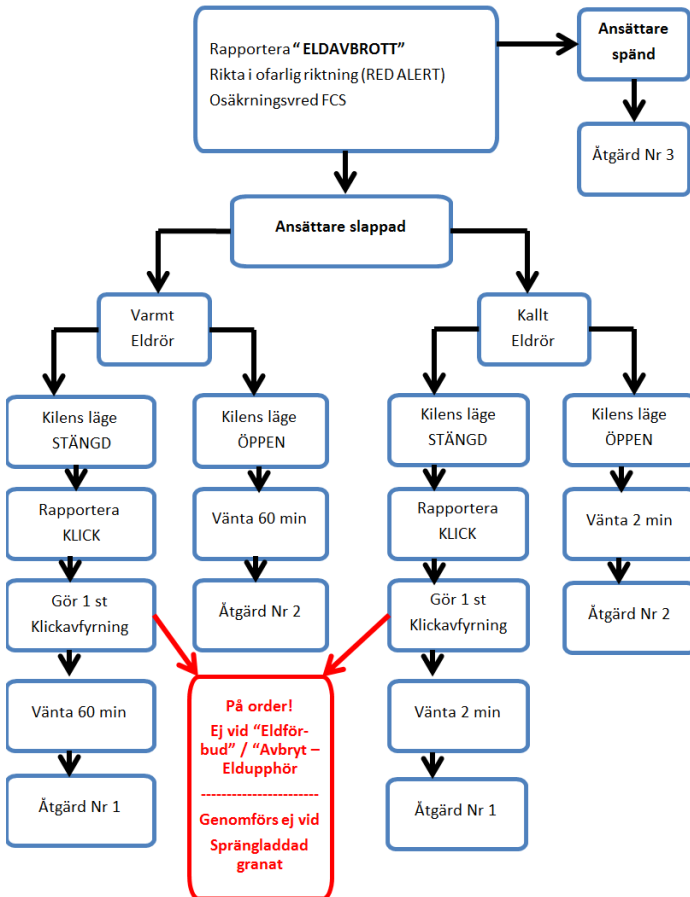 Rapportera “ELDAVBROTT”
Rikta i ofarlig riktning (RED ALERT)
Osäkrningsvred FCS
Ansättare
spänd
Åtgärd Nr 3
Ansättare slappad
Varmt
Eldrör
Kallt
Eldrör
Kilens läge
STÄNGD
Kilens läge
ÖPPEN
Kilens läge
STÄNGD
Kilens läge
ÖPPEN
Rapportera
KLICK
Vänta 60 min
Rapportera
KLICK
Vänta 2 min
Gör 1 st
Klickavfyrning
Åtgärd Nr 2
Gör 1 st
Klickavfyrning
Åtgärd Nr 2
Vänta 60 min
På order!
Ej vid “Eldför-
bud” / “Avbryt –
Eldupphör
-----------------------
Genomförs ej vid
Sprängladdad
granat
Vänta 2 min
Åtgärd Nr 1
Åtgärd Nr 1